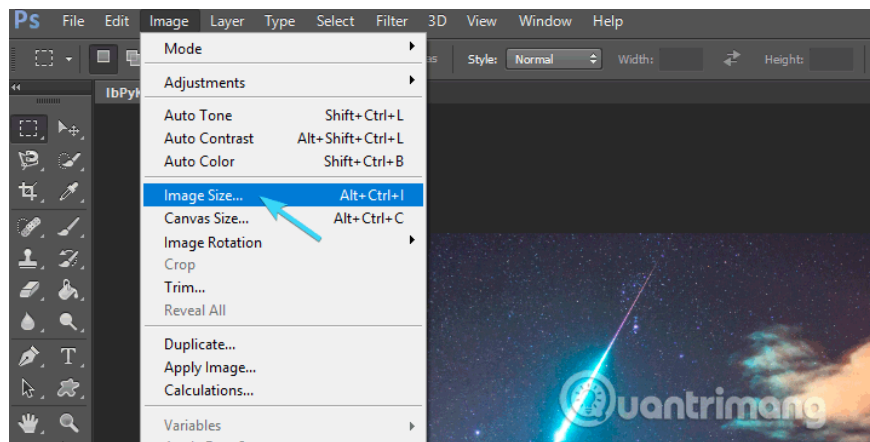 Ps File Edit Image Layer Type Select Filter 3D View Window Help
Style: Normal Width: Height:
Mode
Adjustments
Auto Tone Shift+Ctrl+L
Auto Contrast Alt+Shift+Ctrl+L
Auto Color Shift+Ctrl+B
Image Size... Alt+Ctrl+I
Canvas Size... Alt+Ctrl+C
Image Rotation
Crop
Trim...
Reveal All
Duplicate...
Apply Image...
Calculations...
Variables
uantrimang